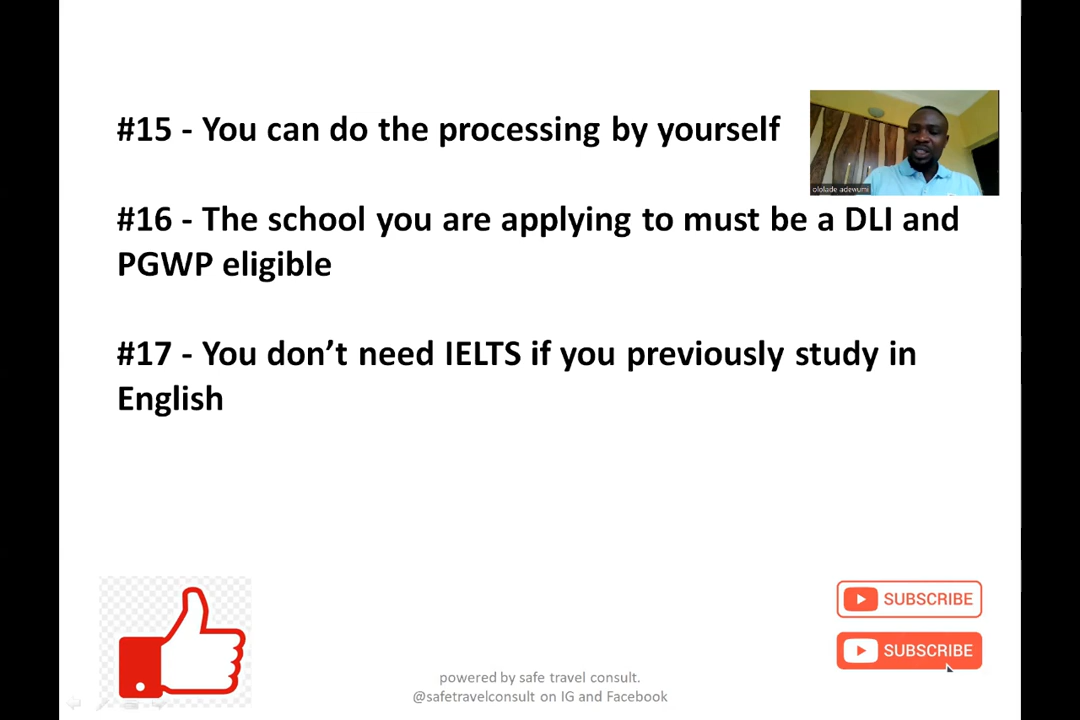 #15 - You can do the processing by yourself
ololade adewumi
#16 - The school you are applying to must be a DLI and
PGWP eligible
#17 - You don’t need IELTS if you previously study in
English
SUBSCRIBE
SUBSCRIBE
powered by safe travel consult.
@safetravelconsult on IG and Facebook